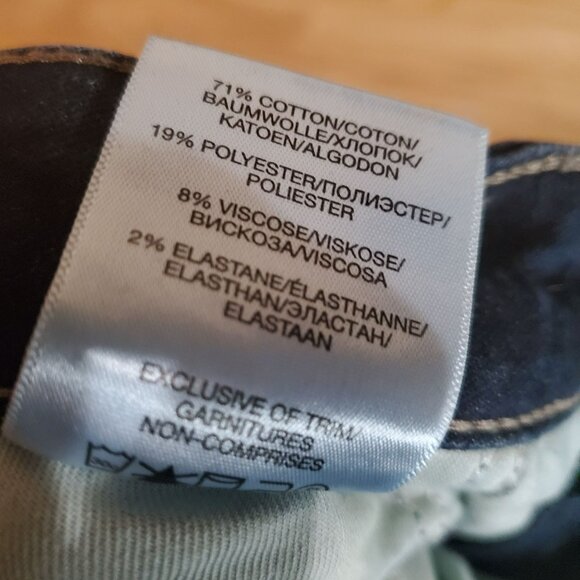 71% COTTON/COTON/
BAUMWOLLE/ХЛОПОК/
KATOEN/ALGODON
19% POLYESTER/ПОЛИЭСТЕР/
POLIESTER
8% VISCOSE/VISKOSE/
ВИСКОЗА/VISCOSA
2% ELASTANE/ÉLASTHANNE/
ELASTHAN/ЭЛАСТАН/
ELASTAAN
EXCLUSIVE OF TRIM/
GARNITURES
NON-COMPRISES